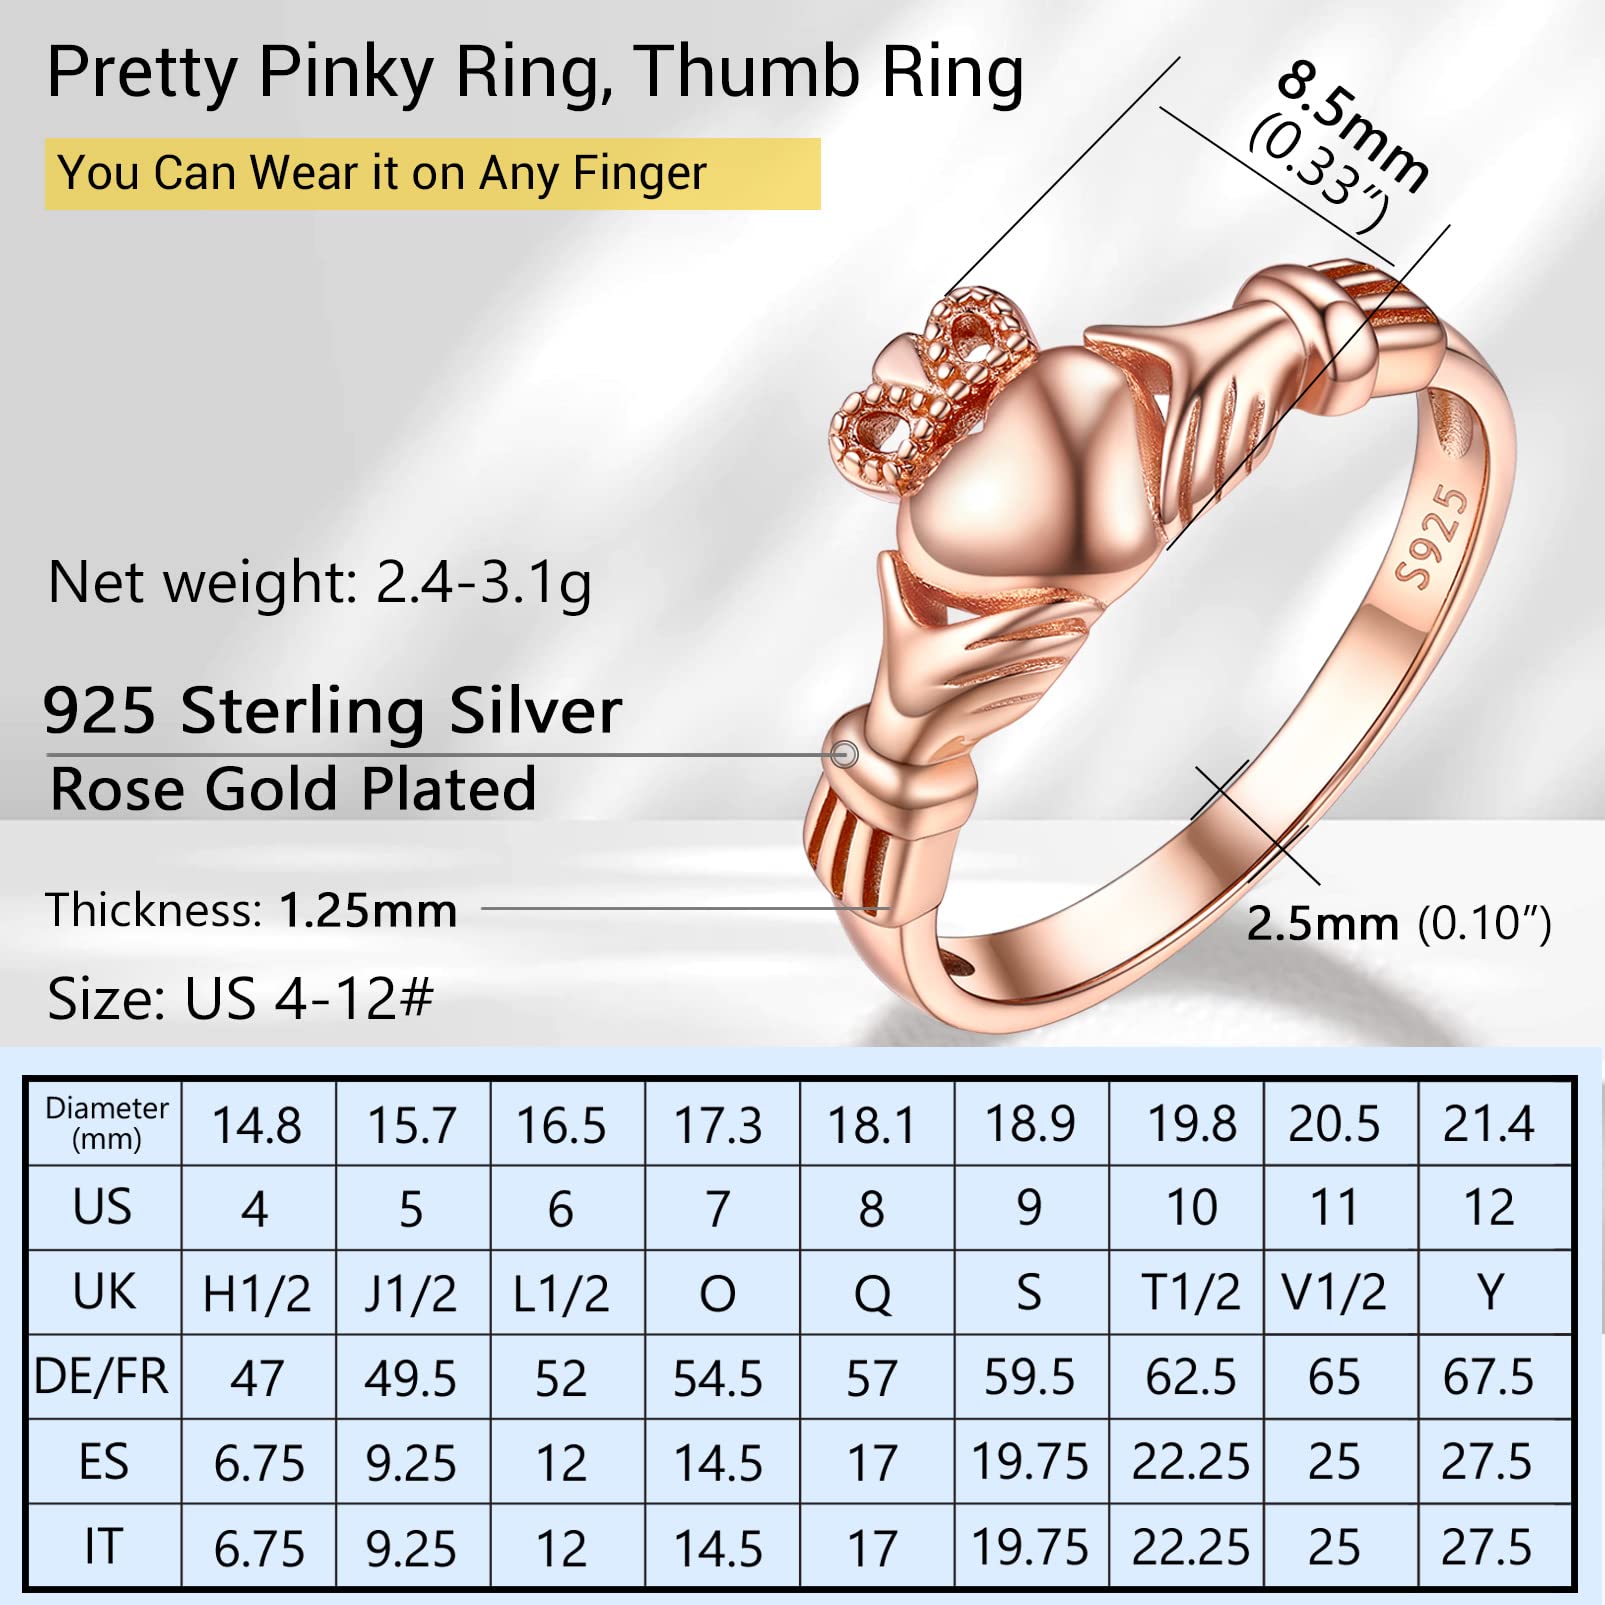 Pretty Pinky Ring, Thumb Ring
You Can Wear it on Any Finger
8.5mm
(0.33″)
S925
Net weight: 2.4-3.1g
925 Sterling Silver
Rose Gold Plated
Thickness: 1.25mm
2.5mm (0.10″)
Size: US 4-12#
Diameter (mm) 14.8 15.7 16.5 17.3 18.1 18.9 19.8 20.5 21.4
US 4 5 6 7 8 9 10 11 12
UK H1/2 J1/2 L1/2 O Q S T1/2 V1/2 Y
DE/FR 47 49.5 52 54.5 57 59.5 62.5 65 67.5
ES 6.75 9.25 12 14.5 17 19.75 22.25 25 27.5
IT 6.75 9.25 12 14.5 17 19.75 22.25 25 27.5